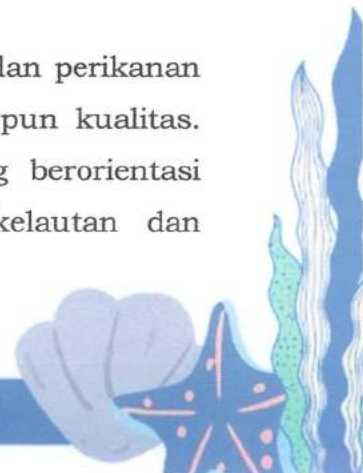 dan perikanan
pun kualitas.
berorientasi
kelautan dan